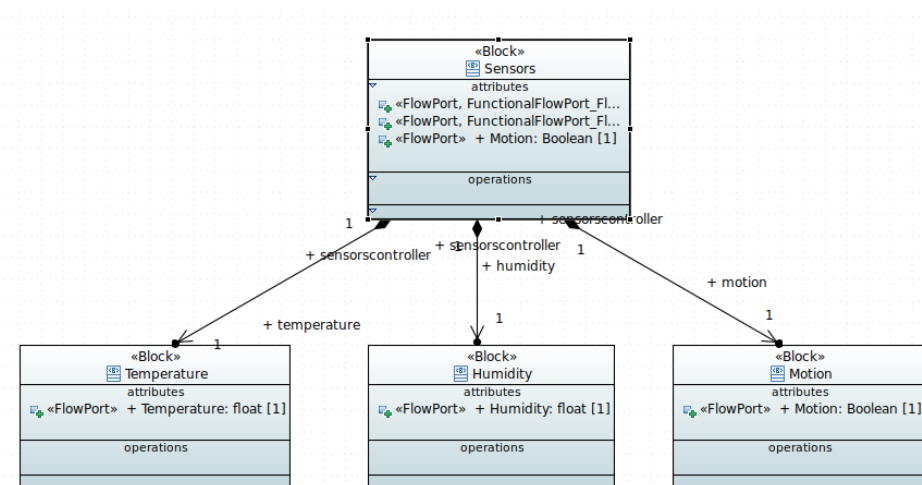 «Block»
Sensors
attributes
«FlowPort, FunctionalFlowPort_Fl...
«FlowPort, FunctionalFlowPort_Fl...
«FlowPort» + Motion: Boolean [1]
operations
1
+ sensorscontroller
+ sensorscontroller
1
+ sensorscontroller
1
+ humidity
+ motion
+ temperature
1
1
1
«Block»
Temperature
attributes
«FlowPort» + Temperature: float [1]
operations
«Block»
Humidity
attributes
«FlowPort» + Humidity: float [1]
operations
«Block»
Motion
attributes
«FlowPort» + Motion: Boolean [1]
operations